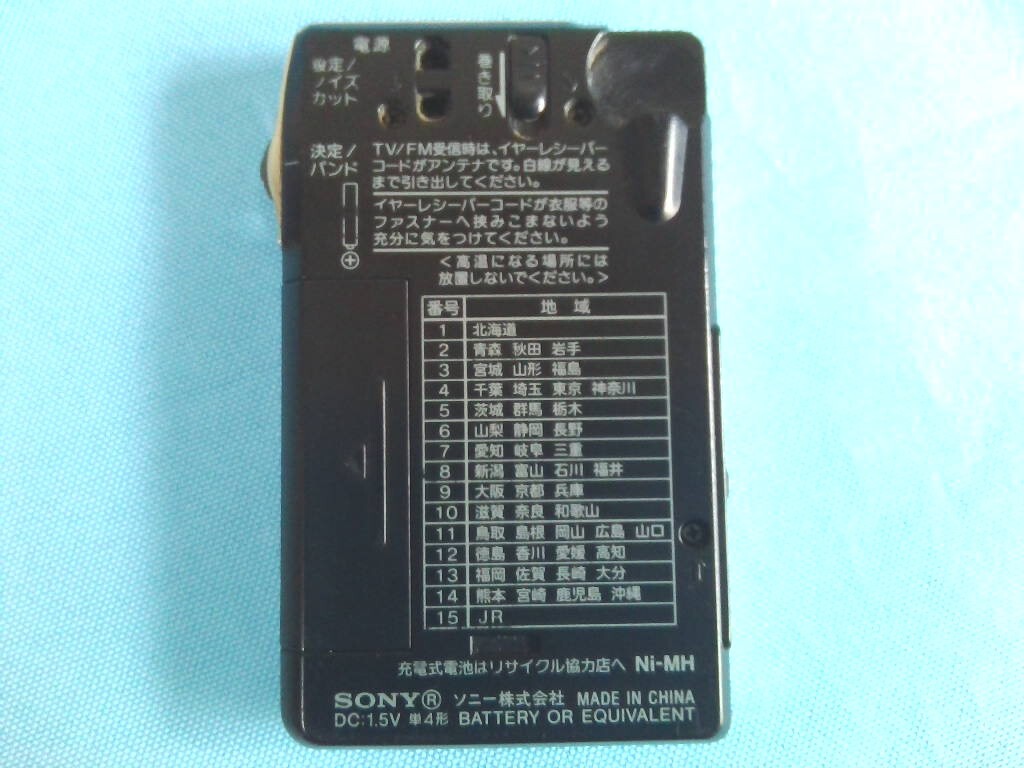 電源
設定/
ノイズ
カット
巻き取り
決定/
バンド
TV/FM受信時は、イヤーレシーバー
コードがアンテナです。白線が見える
まで引き出してください。
イヤーレシーバーコードが衣服等の
ファスナーへ挟みこまないよう
充分に気をつけてください。
<高温になる場所には
放置しないでください。>
番号 地域
1 北海道
2 青森 秋田 岩手
3 宮城 山形 福島
4 千葉 埼玉 東京 神奈川
5 茨城 群馬 栃木
6 山梨 静岡 長野
7 愛知 岐阜 三重
8 新潟 富山 石川 福井
9 大阪 京都 兵庫
10 滋賀 奈良 和歌山
11 鳥取 島根 岡山 広島 山口
12 徳島 香川 愛媛 高知
13 福岡 佐賀 長崎 大分
14 熊本 宮崎 鹿児島 沖縄
15 JR
充電式電池はリサイクル協力店へ Ni-MH
SONY® ソニー株式会社 MADE IN CHINA
DC:1.5V 単4形 BATTERY OR EQUIVALENT